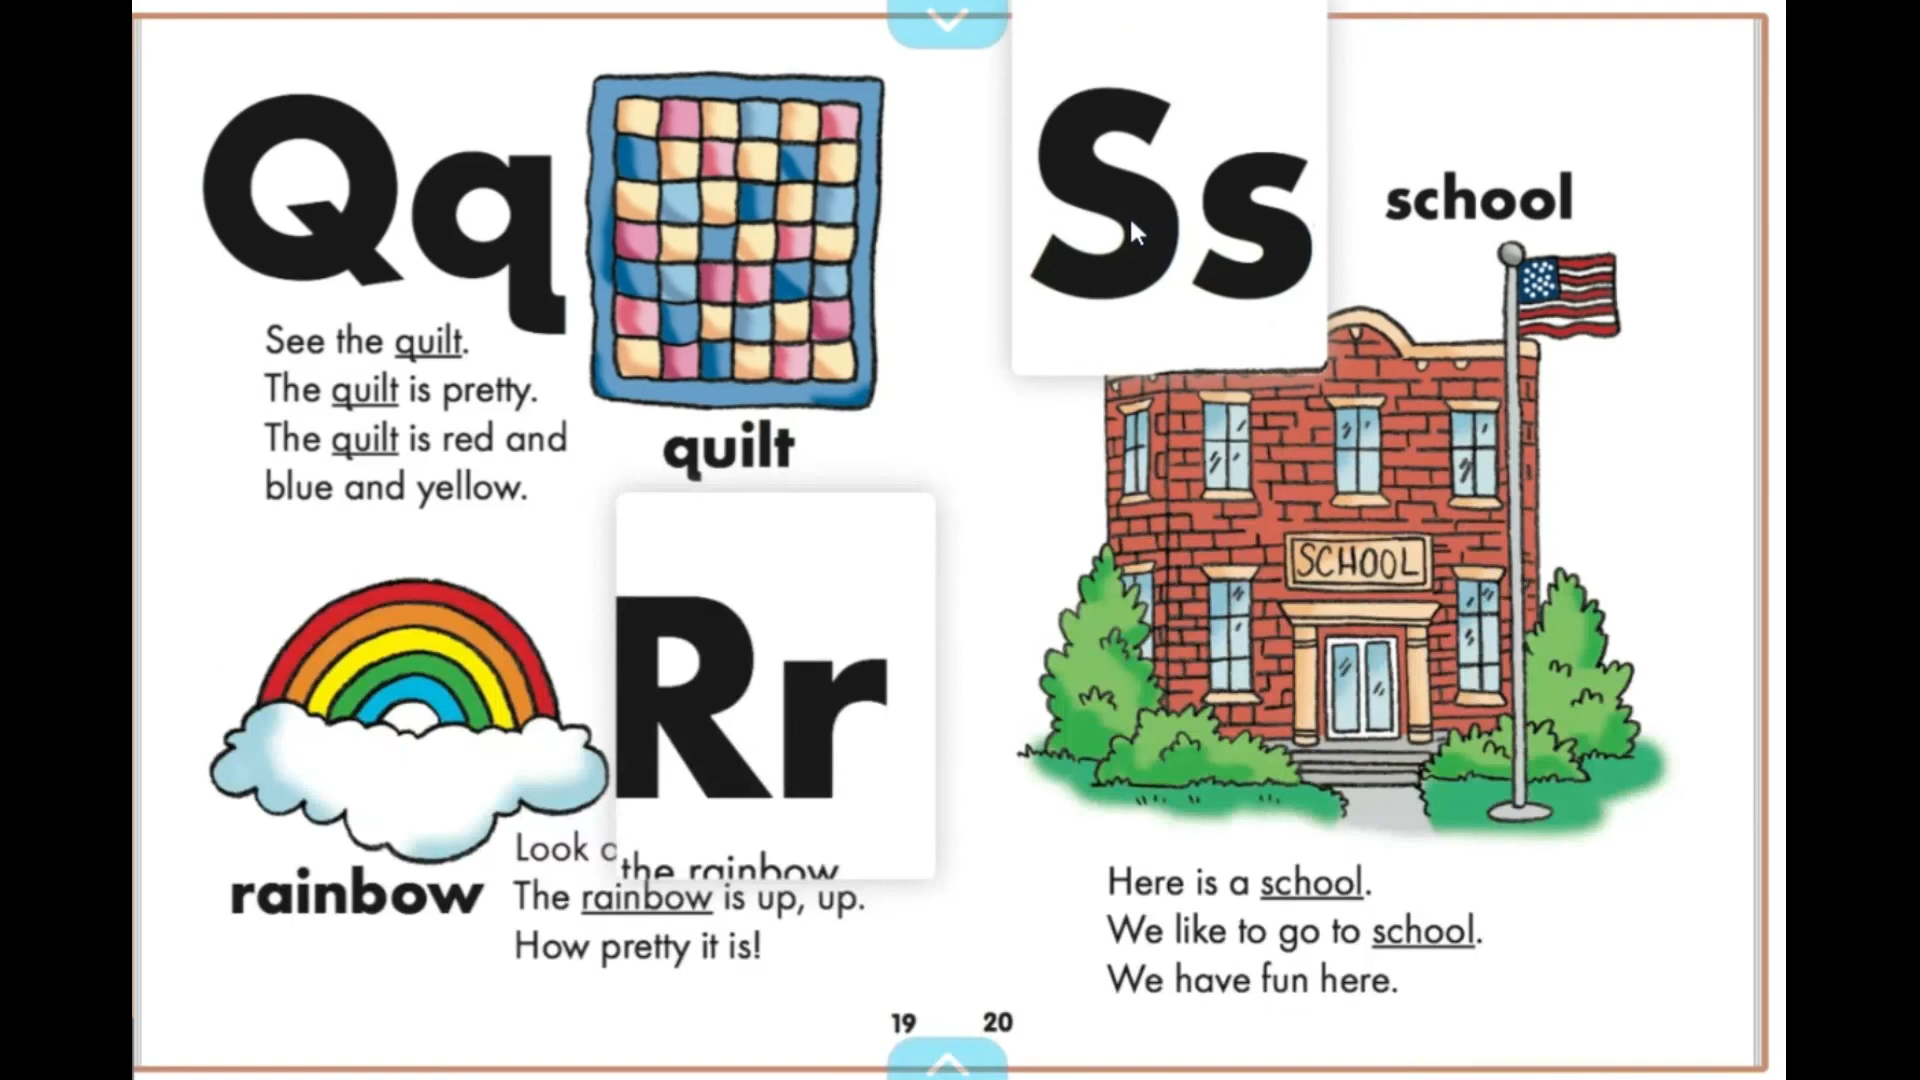 Qq
See the quilt.
The quilt is pretty.
The quilt is red and
blue and yellow.
quilt
Rr
rainbow
Look
the rainbow
The rainbow is up, up.
How pretty it is!
19
Ss
school
SCHOOL
Here is a school.
We like to go to school.
We have fun here.
20